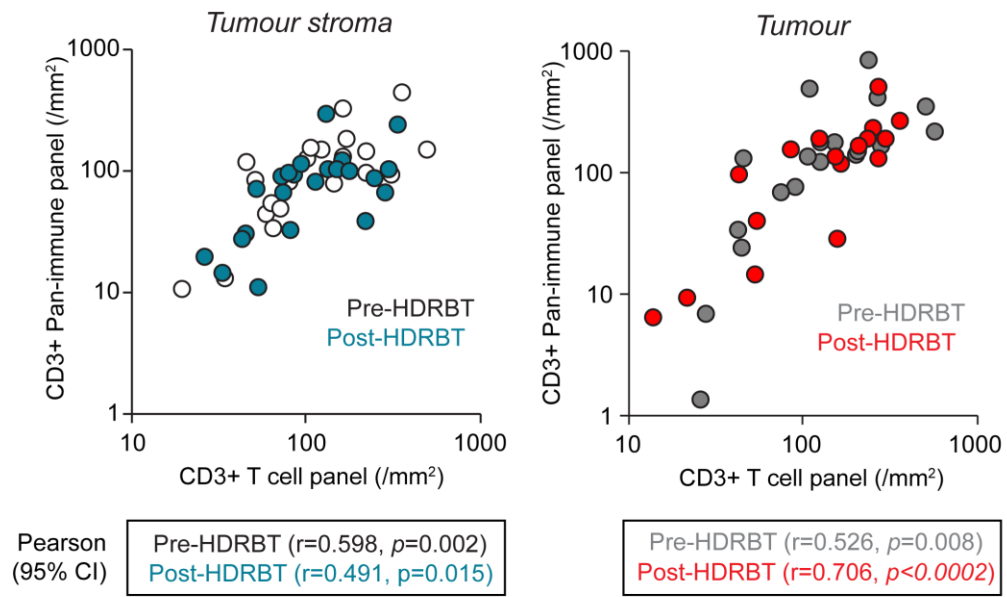 Tumour stroma
CD3+ Pan-immune panel (/mm²)
1000
100
10
1
Pre-HDRBT
Post-HDRBT
10
100
1000
CD3+ T cell panel (/mm²)
Tumour
CD3+ Pan-immune panel (/mm²)
1000
100
10
1
Pre-HDRBT
Post-HDRBT
10
100
1000
CD3+ T cell panel (/mm²)
Pearson
(95% CI)
Pre-HDRBT (r=0.598, p=0.002)
Post-HDRBT (r=0.491, p=0.015)
Pre-HDRBT (r=0.526, p=0.008)
Post-HDRBT (r=0.706, p<0.0002)